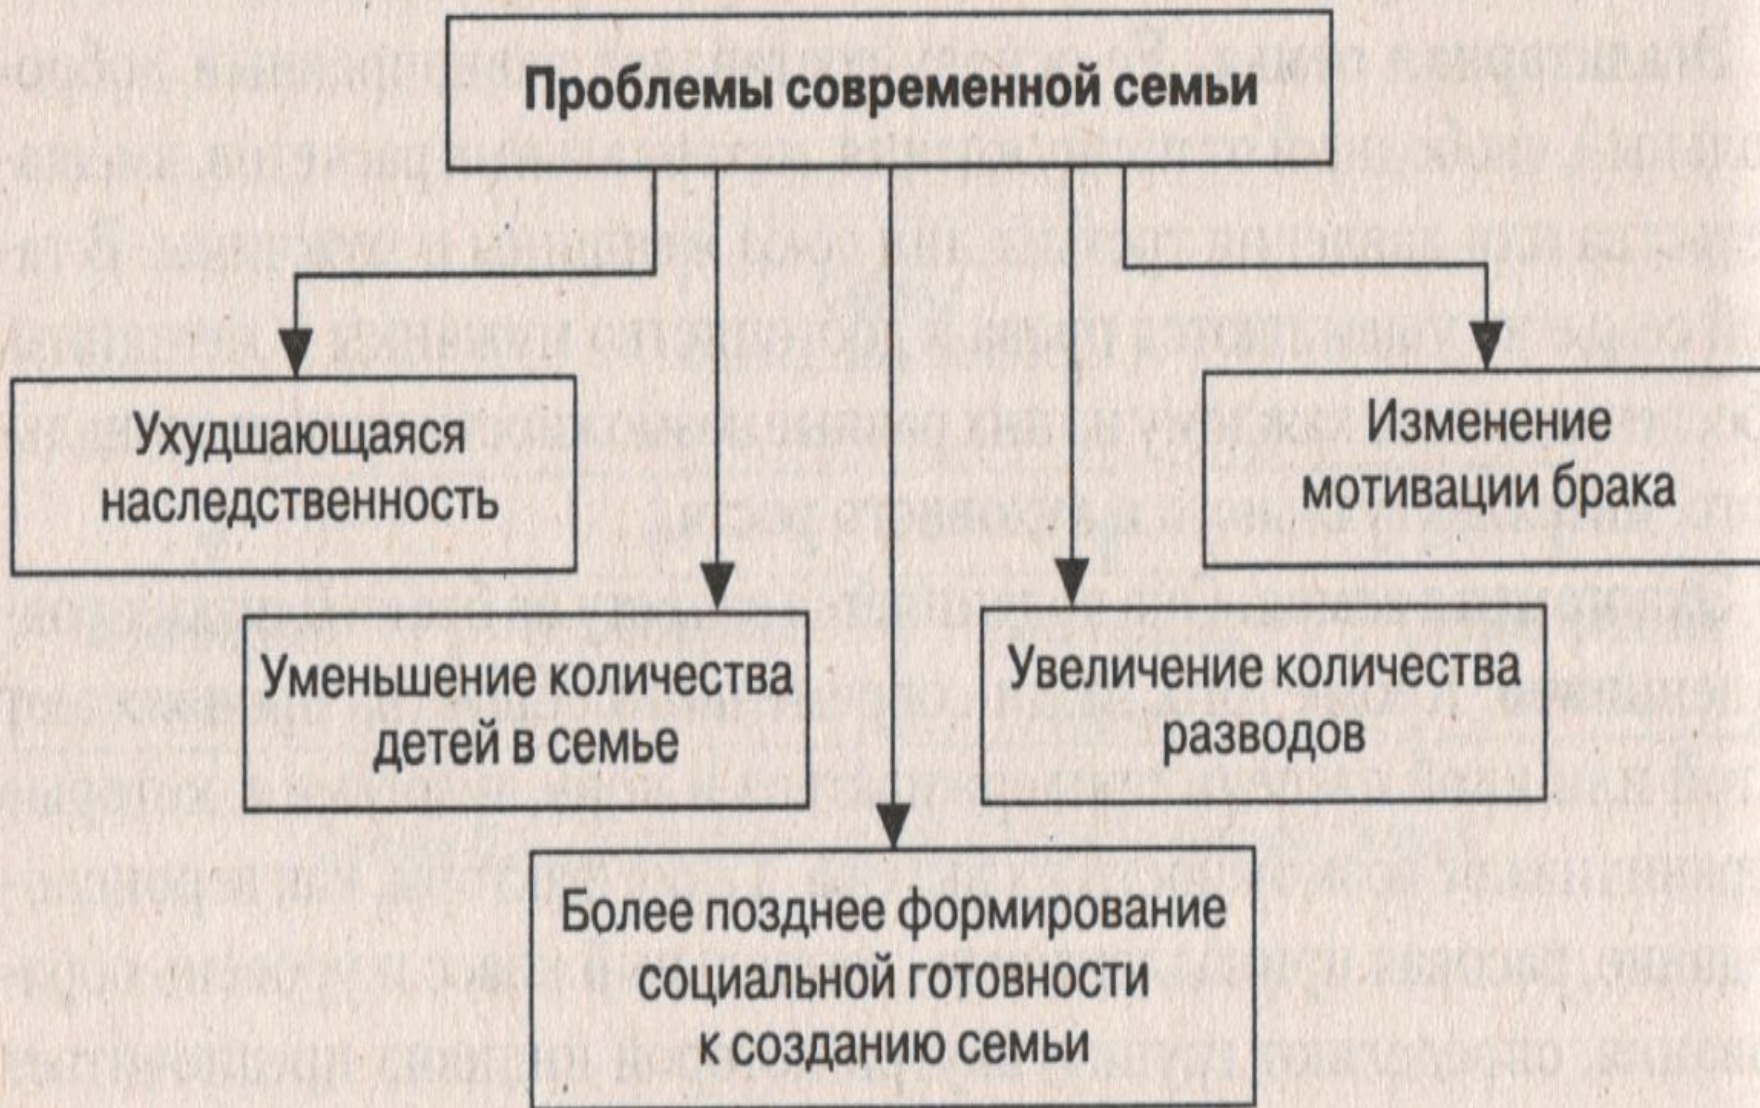 Проблемы современной семьи
Ухудшающаяся
наследственность
Изменение
мотивации брака
Уменьшение количества
детей в семье
Увеличение количества
разводов
Более позднее формирование
социальной готовности
к созданию семьи